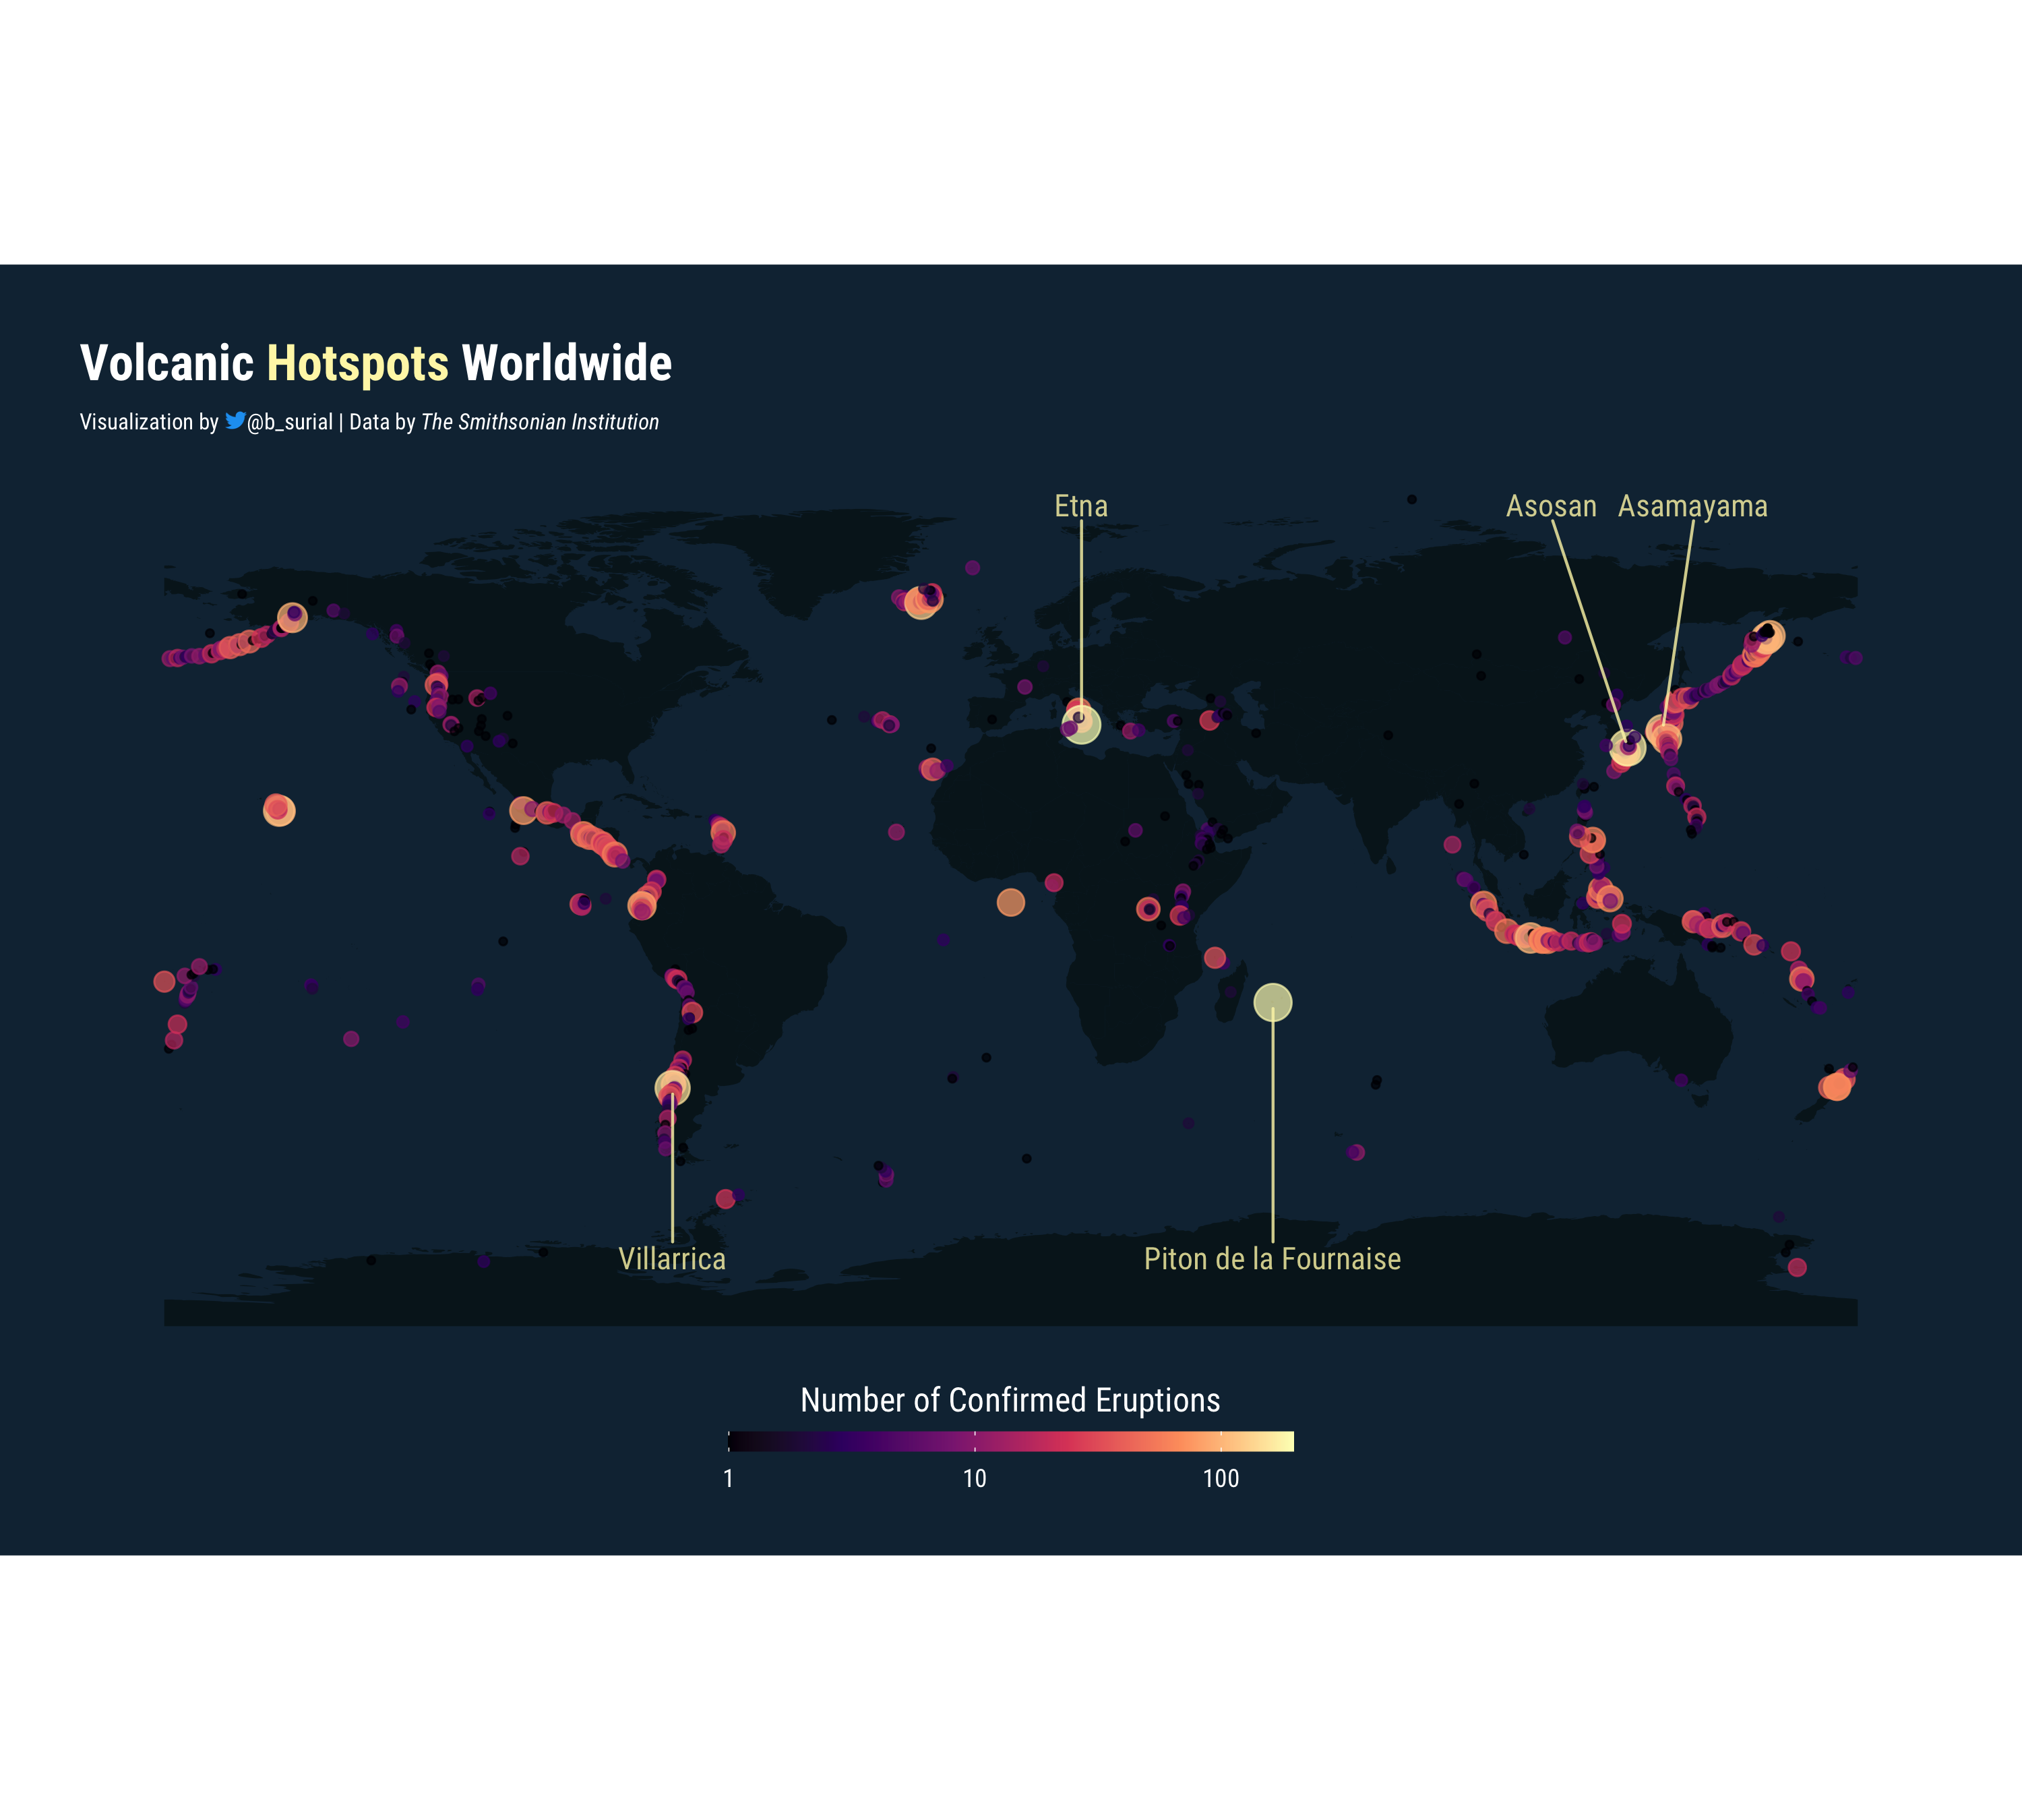 Volcanic Hotspots Worldwide
Visualization by @b_surial | Data by The Smithsonian Institution
Etna
Asosan
Asamayama
Villarrica
Piton de la Fournaise
Number of Confirmed Eruptions
1 10 100